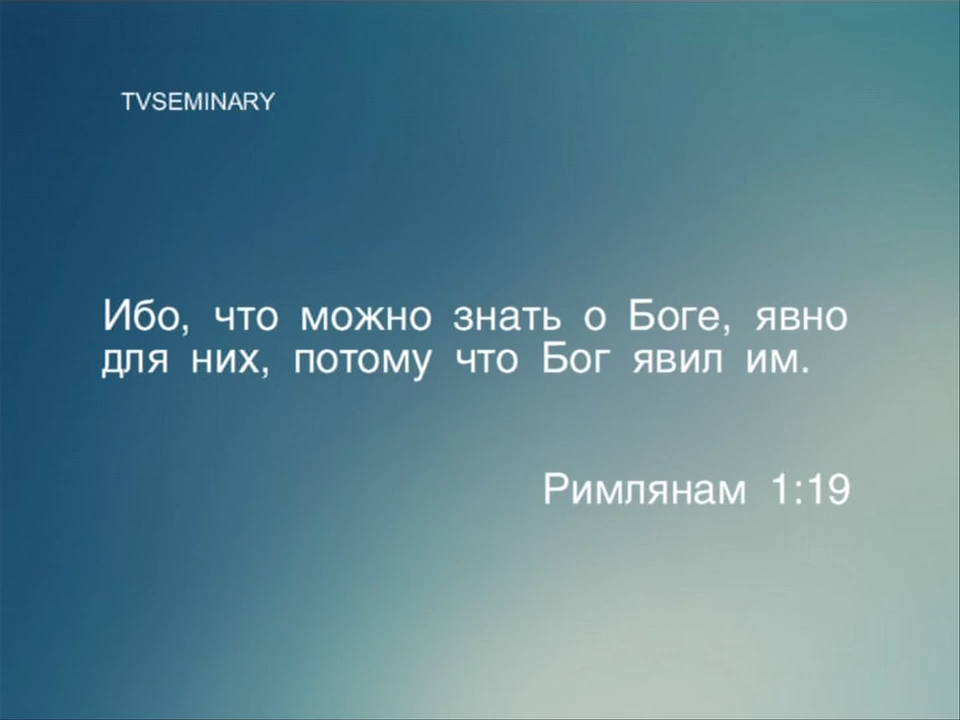 TVSEMINARY
Ибо, что можно знать о Боге, явно
для них, потому что Бог явил им.
Римлянам 1:19